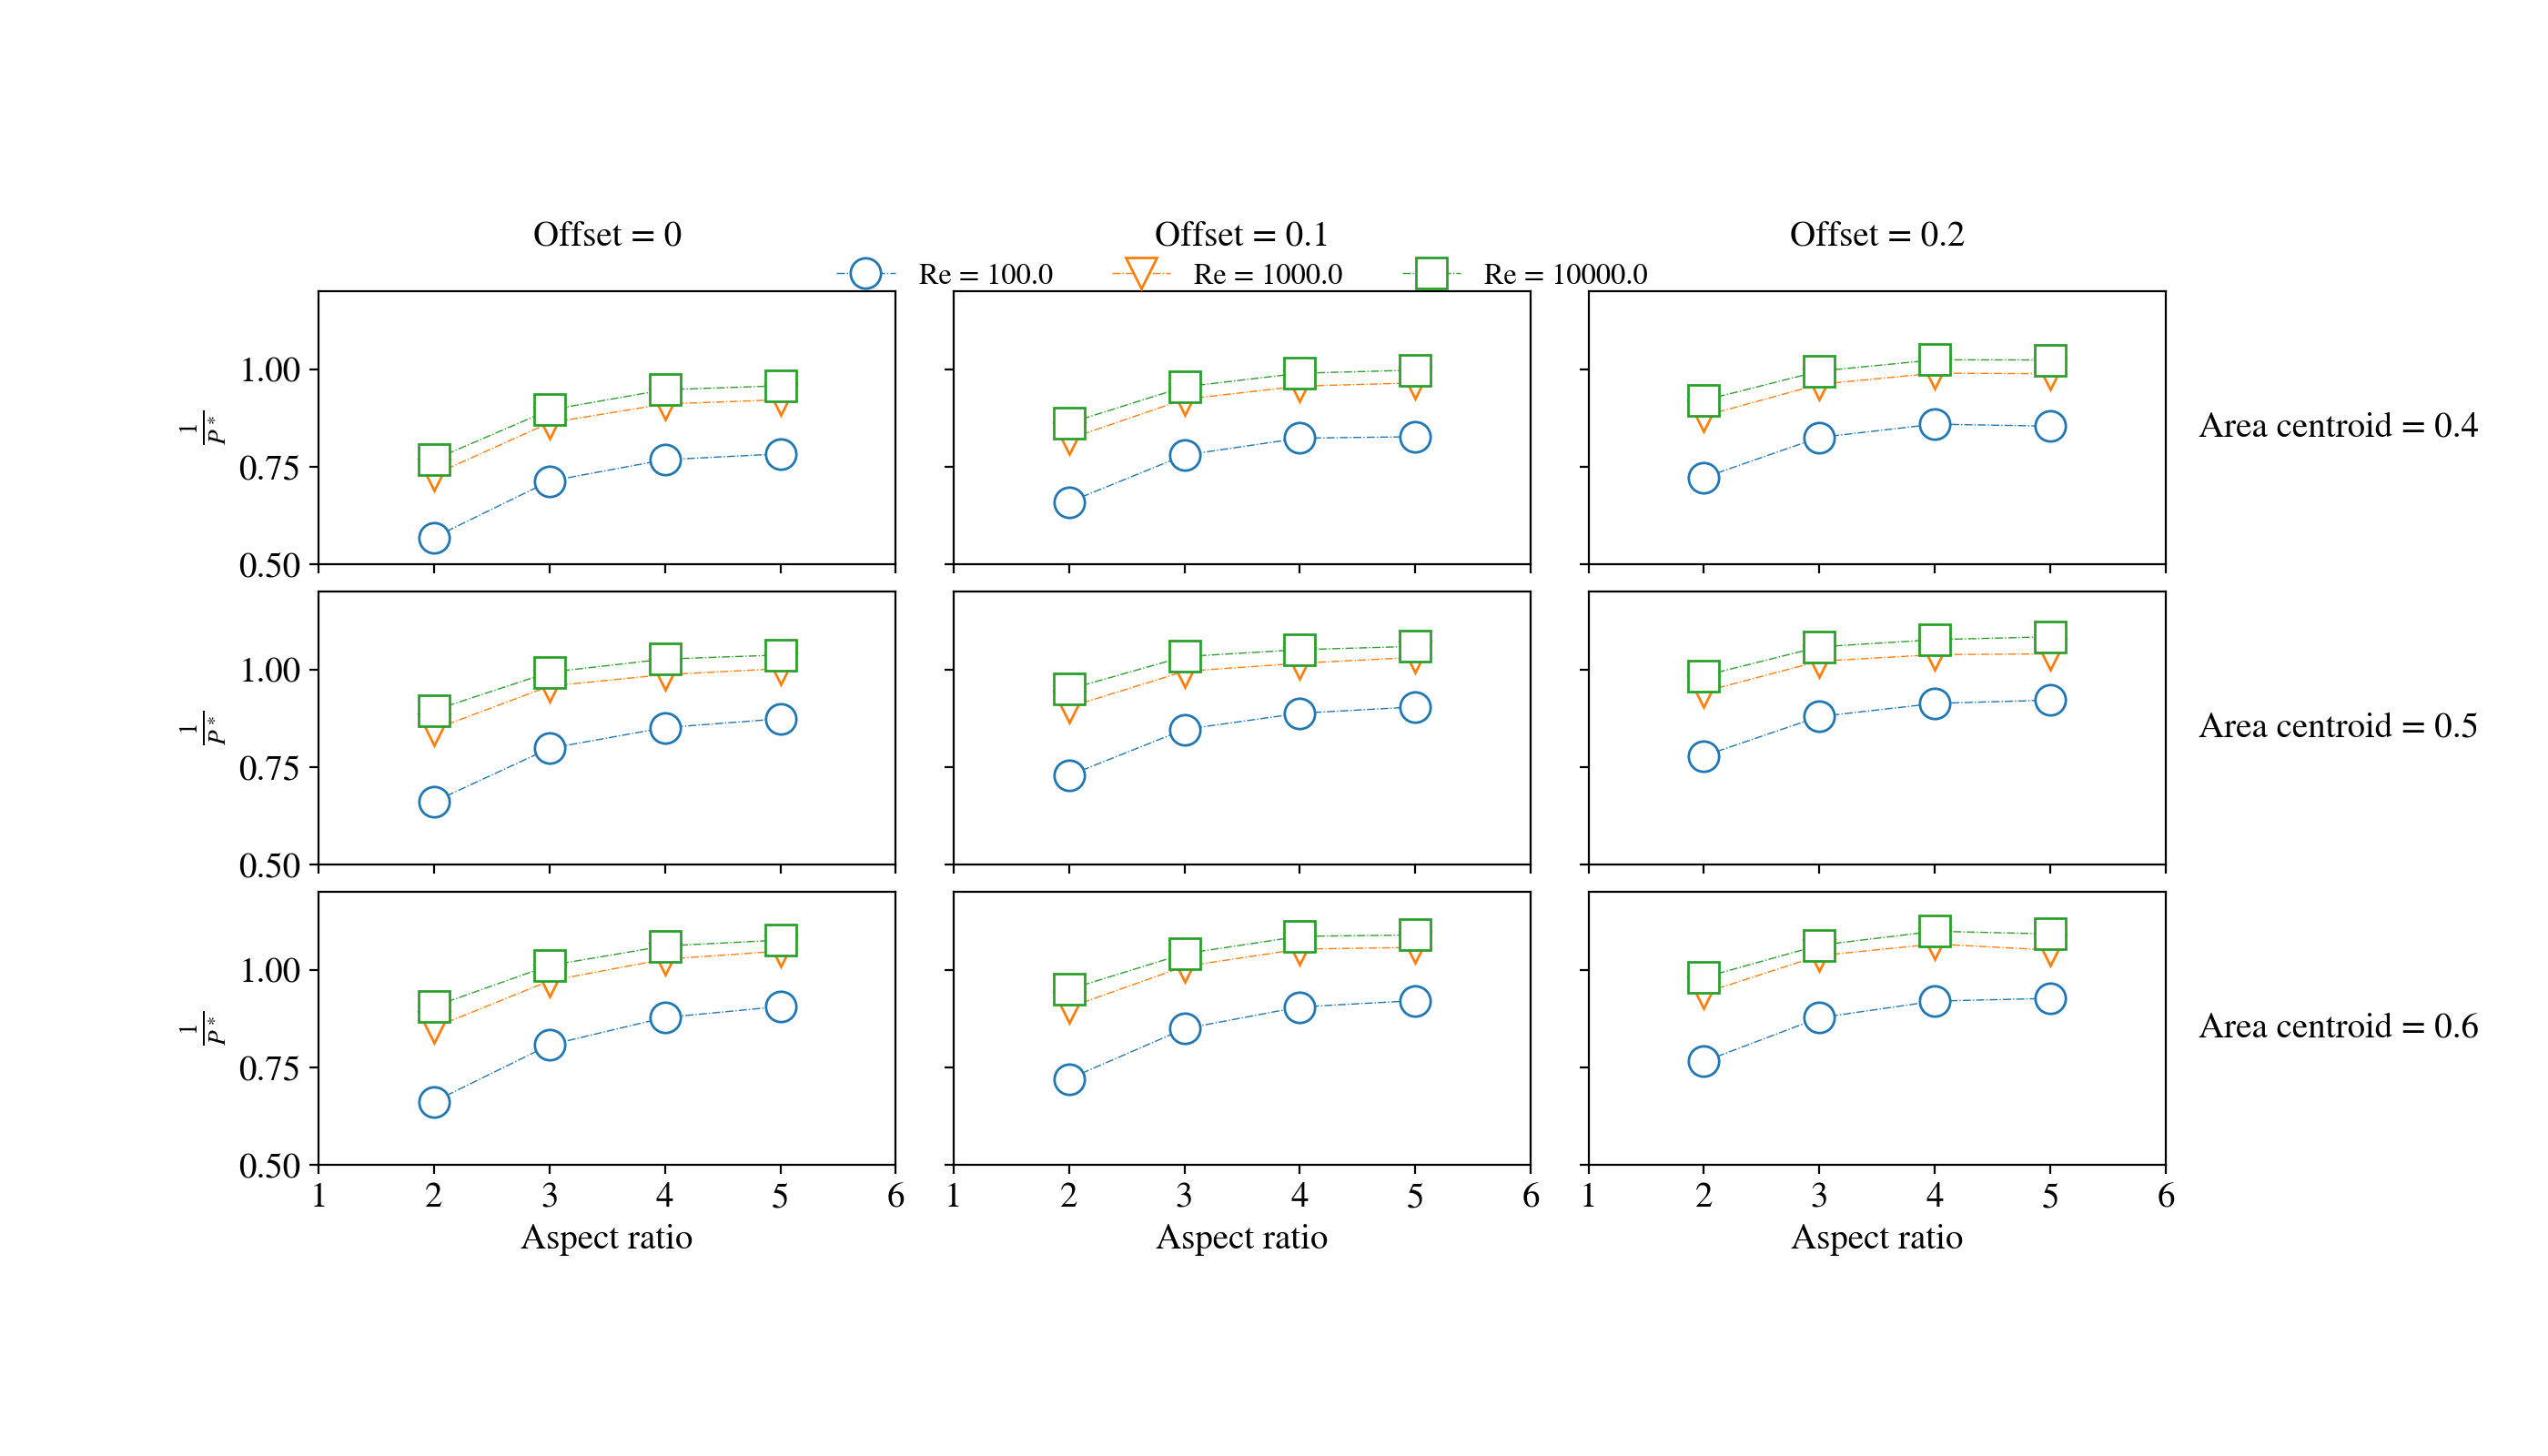 Offset = 0
Offset = 0.1
Offset = 0.2
Re = 100.0
Re = 1000.0
Re = 10000.0
1.00
0.75
0.50
1
P*
Area centroid = 0.4
1.00
0.75
0.50
1
P*
Area centroid = 0.5
1.00
0.75
0.50
1
P*
Area centroid = 0.6
1 2 3 4 5 6
1 2 3 4 5 6
1 2 3 4 5 6
Aspect ratio
Aspect ratio
Aspect ratio